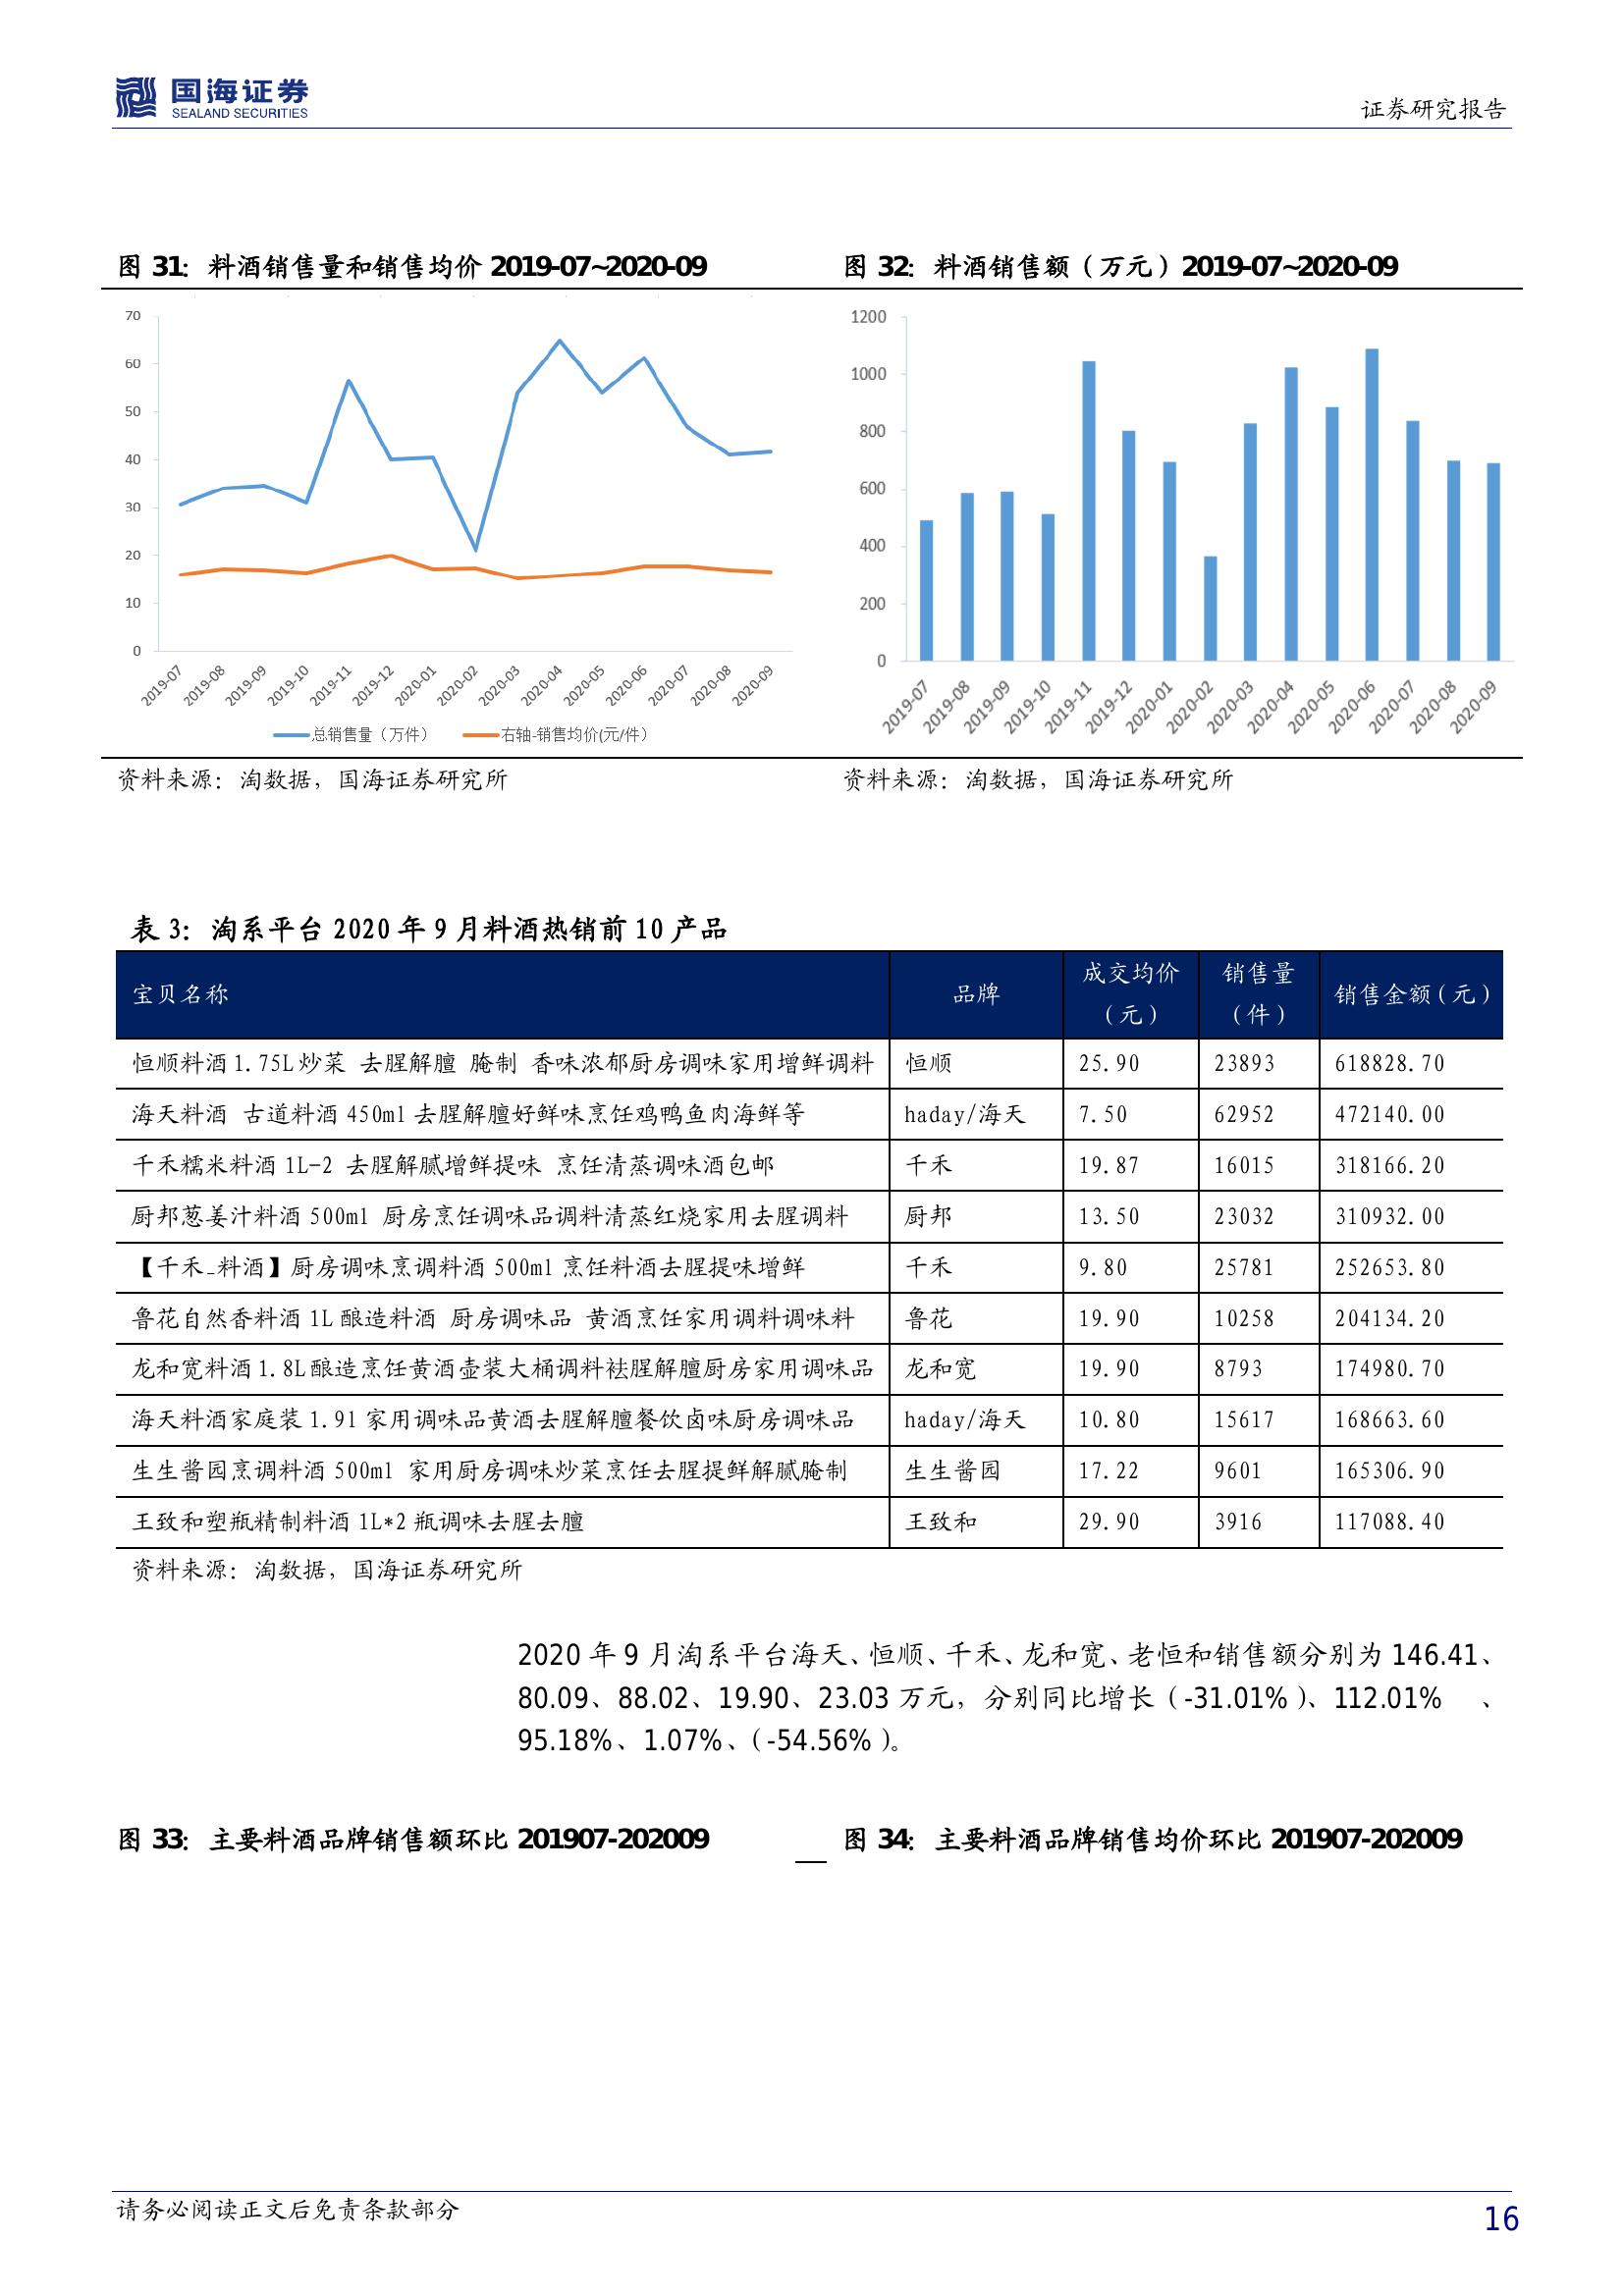 国海证券
SEALAND SECURITIES
证券研究报告
图 31：料酒销售量和销售均价 2019-07~2020-09
70
60
50
40
30
20
10
0
2019-07
2019-08
2019-09
2019-10
2019-11
2019-12
2020-01
2020-02
2020-03
2020-04
2020-05
2020-06
2020-07
2020-08
2020-09
总销售量（万件）
右轴-销售均价(元/件）
资料来源：淘数据，国海证券研究所
图 32：料酒销售额（万元）2019-07~2020-09
1200
1000
800
600
400
200
0
2019-07
2019-08
2019-09
2019-10
2019-11
2019-12
2020-01
2020-02
2020-03
2020-04
2020-05
2020-06
2020-07
2020-08
2020-09
资料来源：淘数据，国海证券研究所
表 3：淘系平台 2020 年 9 月料酒热销前 10 产品
宝贝名称 品牌 成交均价（元） 销售量（件） 销售金额（元）
恒顺料酒 1.75L 炒菜 去腥解膻 腌制 香味浓郁厨房调味家用增鲜调料 恒顺 25.90 23893 618828.70
海天料酒 古道料酒 450ml 去腥解膻好鲜味烹饪鸡鸭鱼肉海鲜等 haday/海天 7.50 62952 472140.00
千禾糯米料酒 1L-2 去腥解腻增鲜提味 烹饪清蒸调味酒包邮 千禾 19.87 16015 318166.20
厨邦葱姜汁料酒 500ml 厨房烹饪调味品调料清蒸红烧家用去腥调料 厨邦 13.50 23032 310932.00
【千禾_料酒】厨房调味烹调料酒 500ml 烹饪料酒去腥提味增鲜 千禾 9.80 25781 252653.80
鲁花自然香料酒 1L 酿造料酒 厨房调味品 黄酒烹饪家用调料调味料 鲁花 19.90 10258 204134.20
龙和宽料酒 1.8L 酿造烹饪黄酒壶装大桶调料祛腥解膻厨房家用调味品 龙和宽 19.90 8793 174980.70
海天料酒家庭装 1.9l 家用调味品黄酒去腥解膻餐饮卤味厨房调味品 haday/海天 10.80 15617 168663.60
生生酱园烹调料酒 500ml 家用厨房调味炒菜烹饪去腥提鲜解腻腌制 生生酱园 17.22 9601 165306.90
王致和塑瓶精制料酒 1L*2 瓶调味去腥去膻 王致和 29.90 3916 117088.40
资料来源：淘数据，国海证券研究所
2020 年 9 月淘系平台海天、恒顺、千禾、龙和宽、老恒和销售额分别为 146.41、
80.09、88.02、19.90、23.03 万元，分别同比增长（-31.01%）、112.01% 、
95.18%、1.07%、（-54.56%）。
图 33：主要料酒品牌销售额环比 201907-202009
图 34：主要料酒品牌销售均价环比 201907-202009
请务必阅读正文后免责条款部分
16